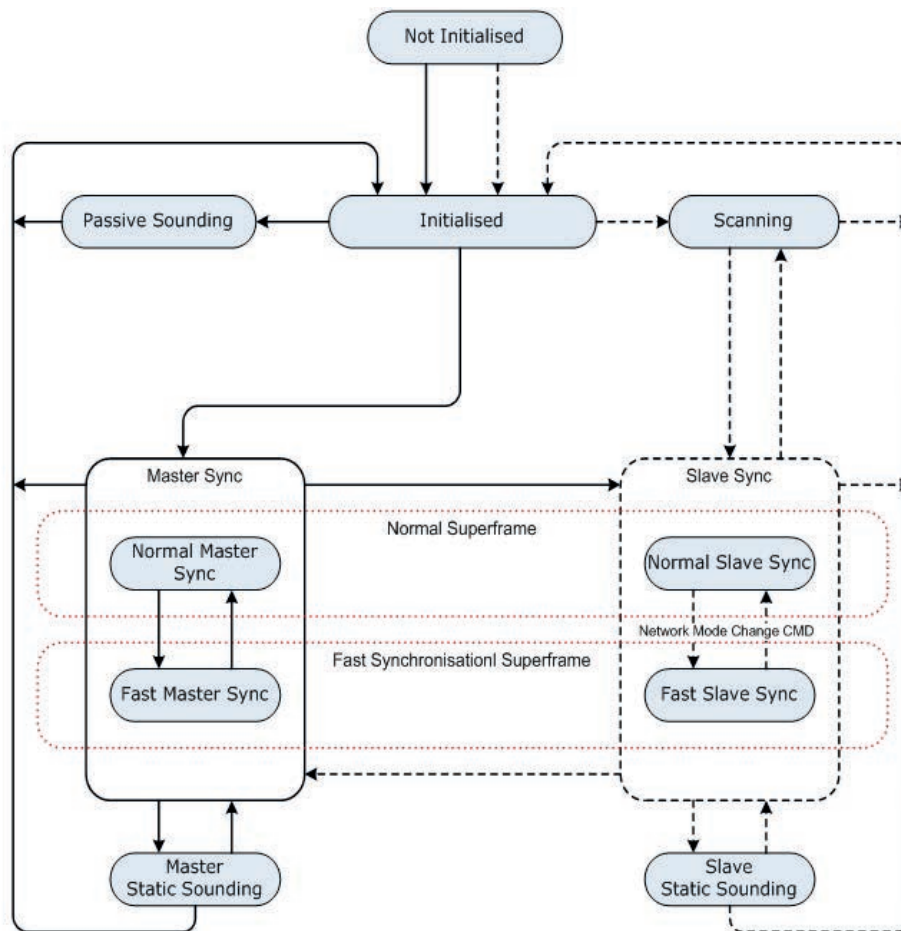 Not Initialised
Passive Sounding
Initialised
Scanning
Master Sync
Slave Sync
Normal Superframe
Normal Master
Sync
Normal Slave Sync
Network Mode Change CMD
Fast Synchronisationl Superframe
Fast Master Sync
Fast Slave Sync
Master
Static Sounding
Slave
Static Sounding